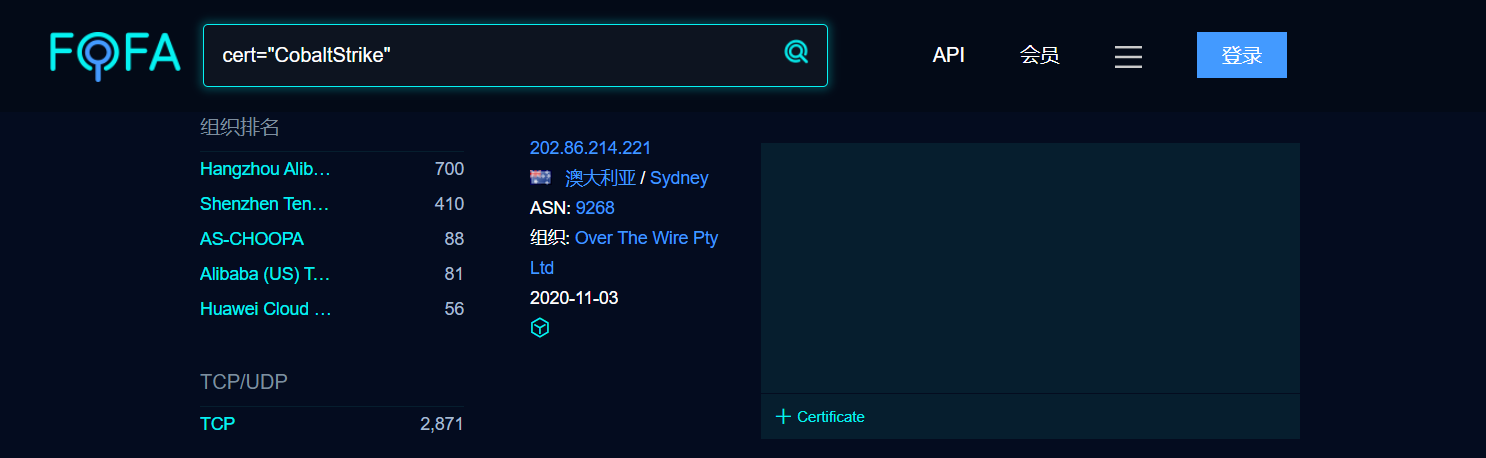 FOFA
cert="CobaltStrike"
API
会员
登录
组织排名
Hangzhou Alib...
700
Shenzhen Ten...
410
AS-CHOOPA
88
Alibaba (US) T...
81
Huawei Cloud ...
56
TCP/UDP
TCP
2,871
202.86.214.221
澳大利亚 / Sydney
ASN: 9268
组织: Over The Wire Pty
Ltd
2020-11-03
Certificate